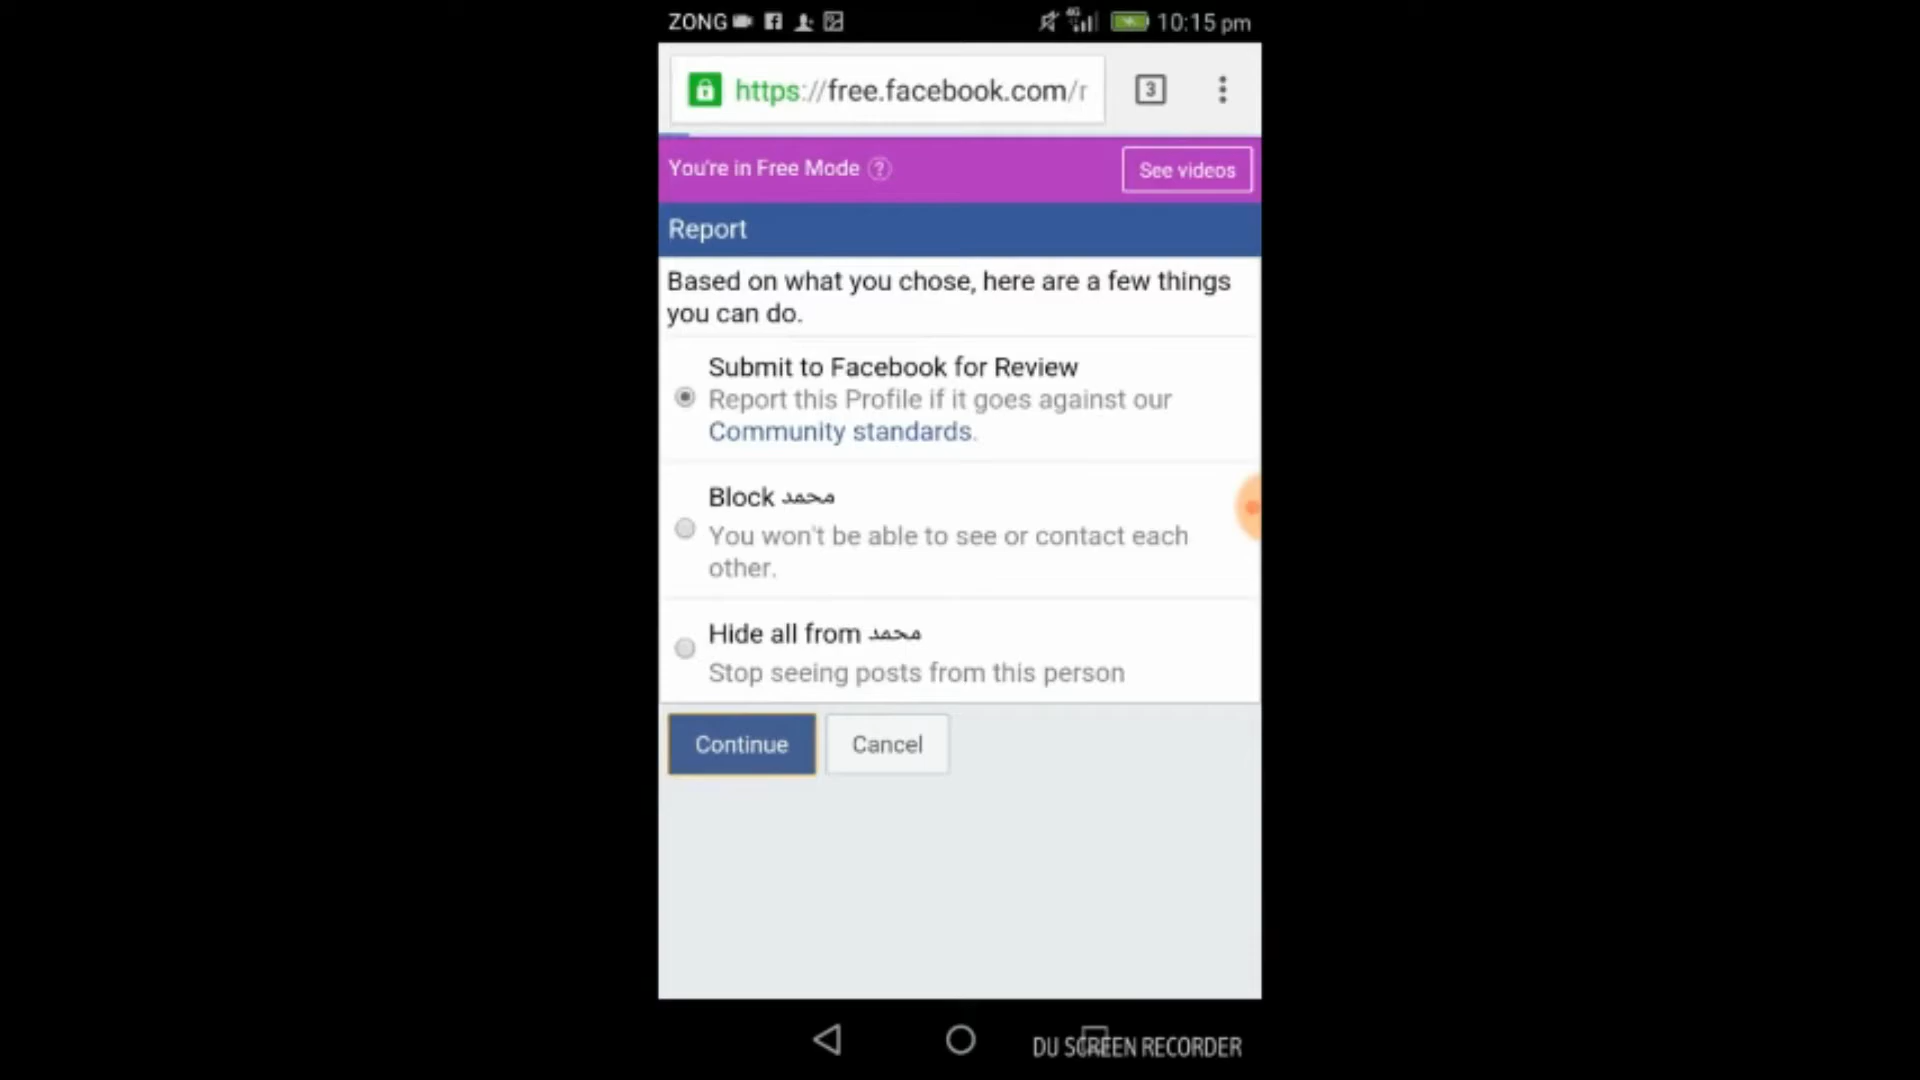 ZONG 4G 10:15 pm
https://free.facebook.com/r 3
You're in Free Mode ? See videos
Report
Based on what you chose, here are a few things
you can do.
Submit to Facebook for Review
Report this Profile if it goes against our
Community standards.
Block محمد
You won't be able to see or contact each
other.
Hide all from محمد
Stop seeing posts from this person
Continue Cancel
DU SCREEN RECORDER